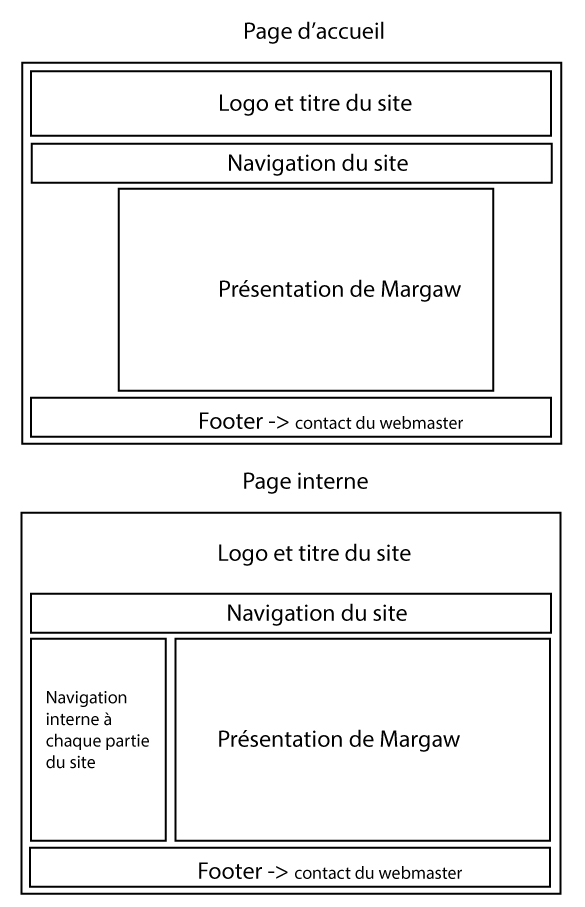 Page d’accueil
Logo et titre du site
Navigation du site
Présentation de Margaw
Footer -> contact du webmaster
Page interne
Logo et titre du site
Navigation du site
Navigation
interne à
chaque partie
du site
Présentation de Margaw
Footer -> contact du webmaster